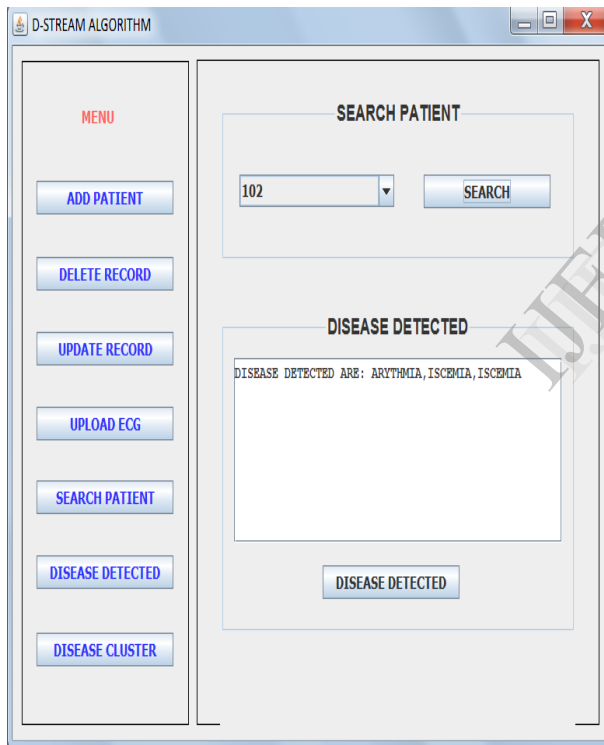 D-STREAM ALGORITHM
MENU
ADD PATIENT
DELETE RECORD
UPDATE RECORD
UPLOAD ECG
SEARCH PATIENT
DISEASE DETECTED
DISEASE CLUSTER
SEARCH PATIENT
102
SEARCH
DISEASE DETECTED
DISEASE DETECTED ARE: ARYTHMIA,ISCEMIA,ISCEMIA
DISEASE DETECTED